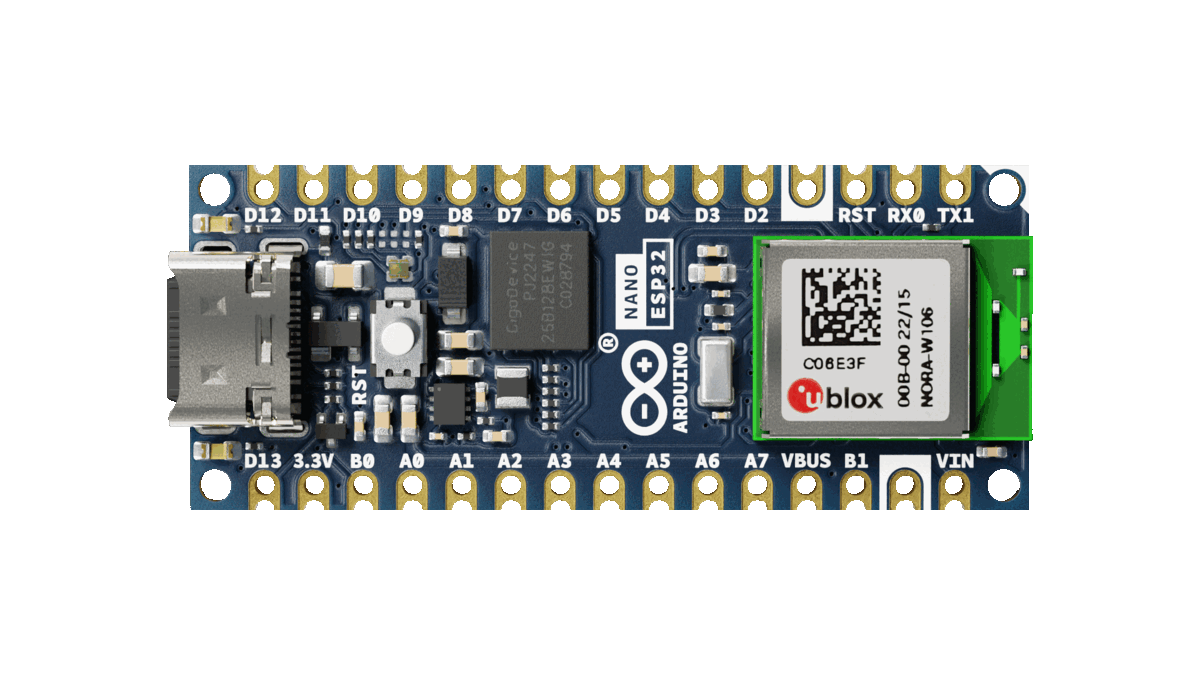 D12 D11 D10 D9 D8 D7 D6 D5 D4 D3 D2 RST RX0 TX1
GigaDevice
PJ2247
25B128EWIG
C028794
NANO
ESP32
RST
®
ARDUINO
C06E3F
ublox
00B-00 22/15
NORA-W106
D13 3.3V B0 A0 A1 A2 A3 A4 A5 A6 A7 VBUS B1 VIN